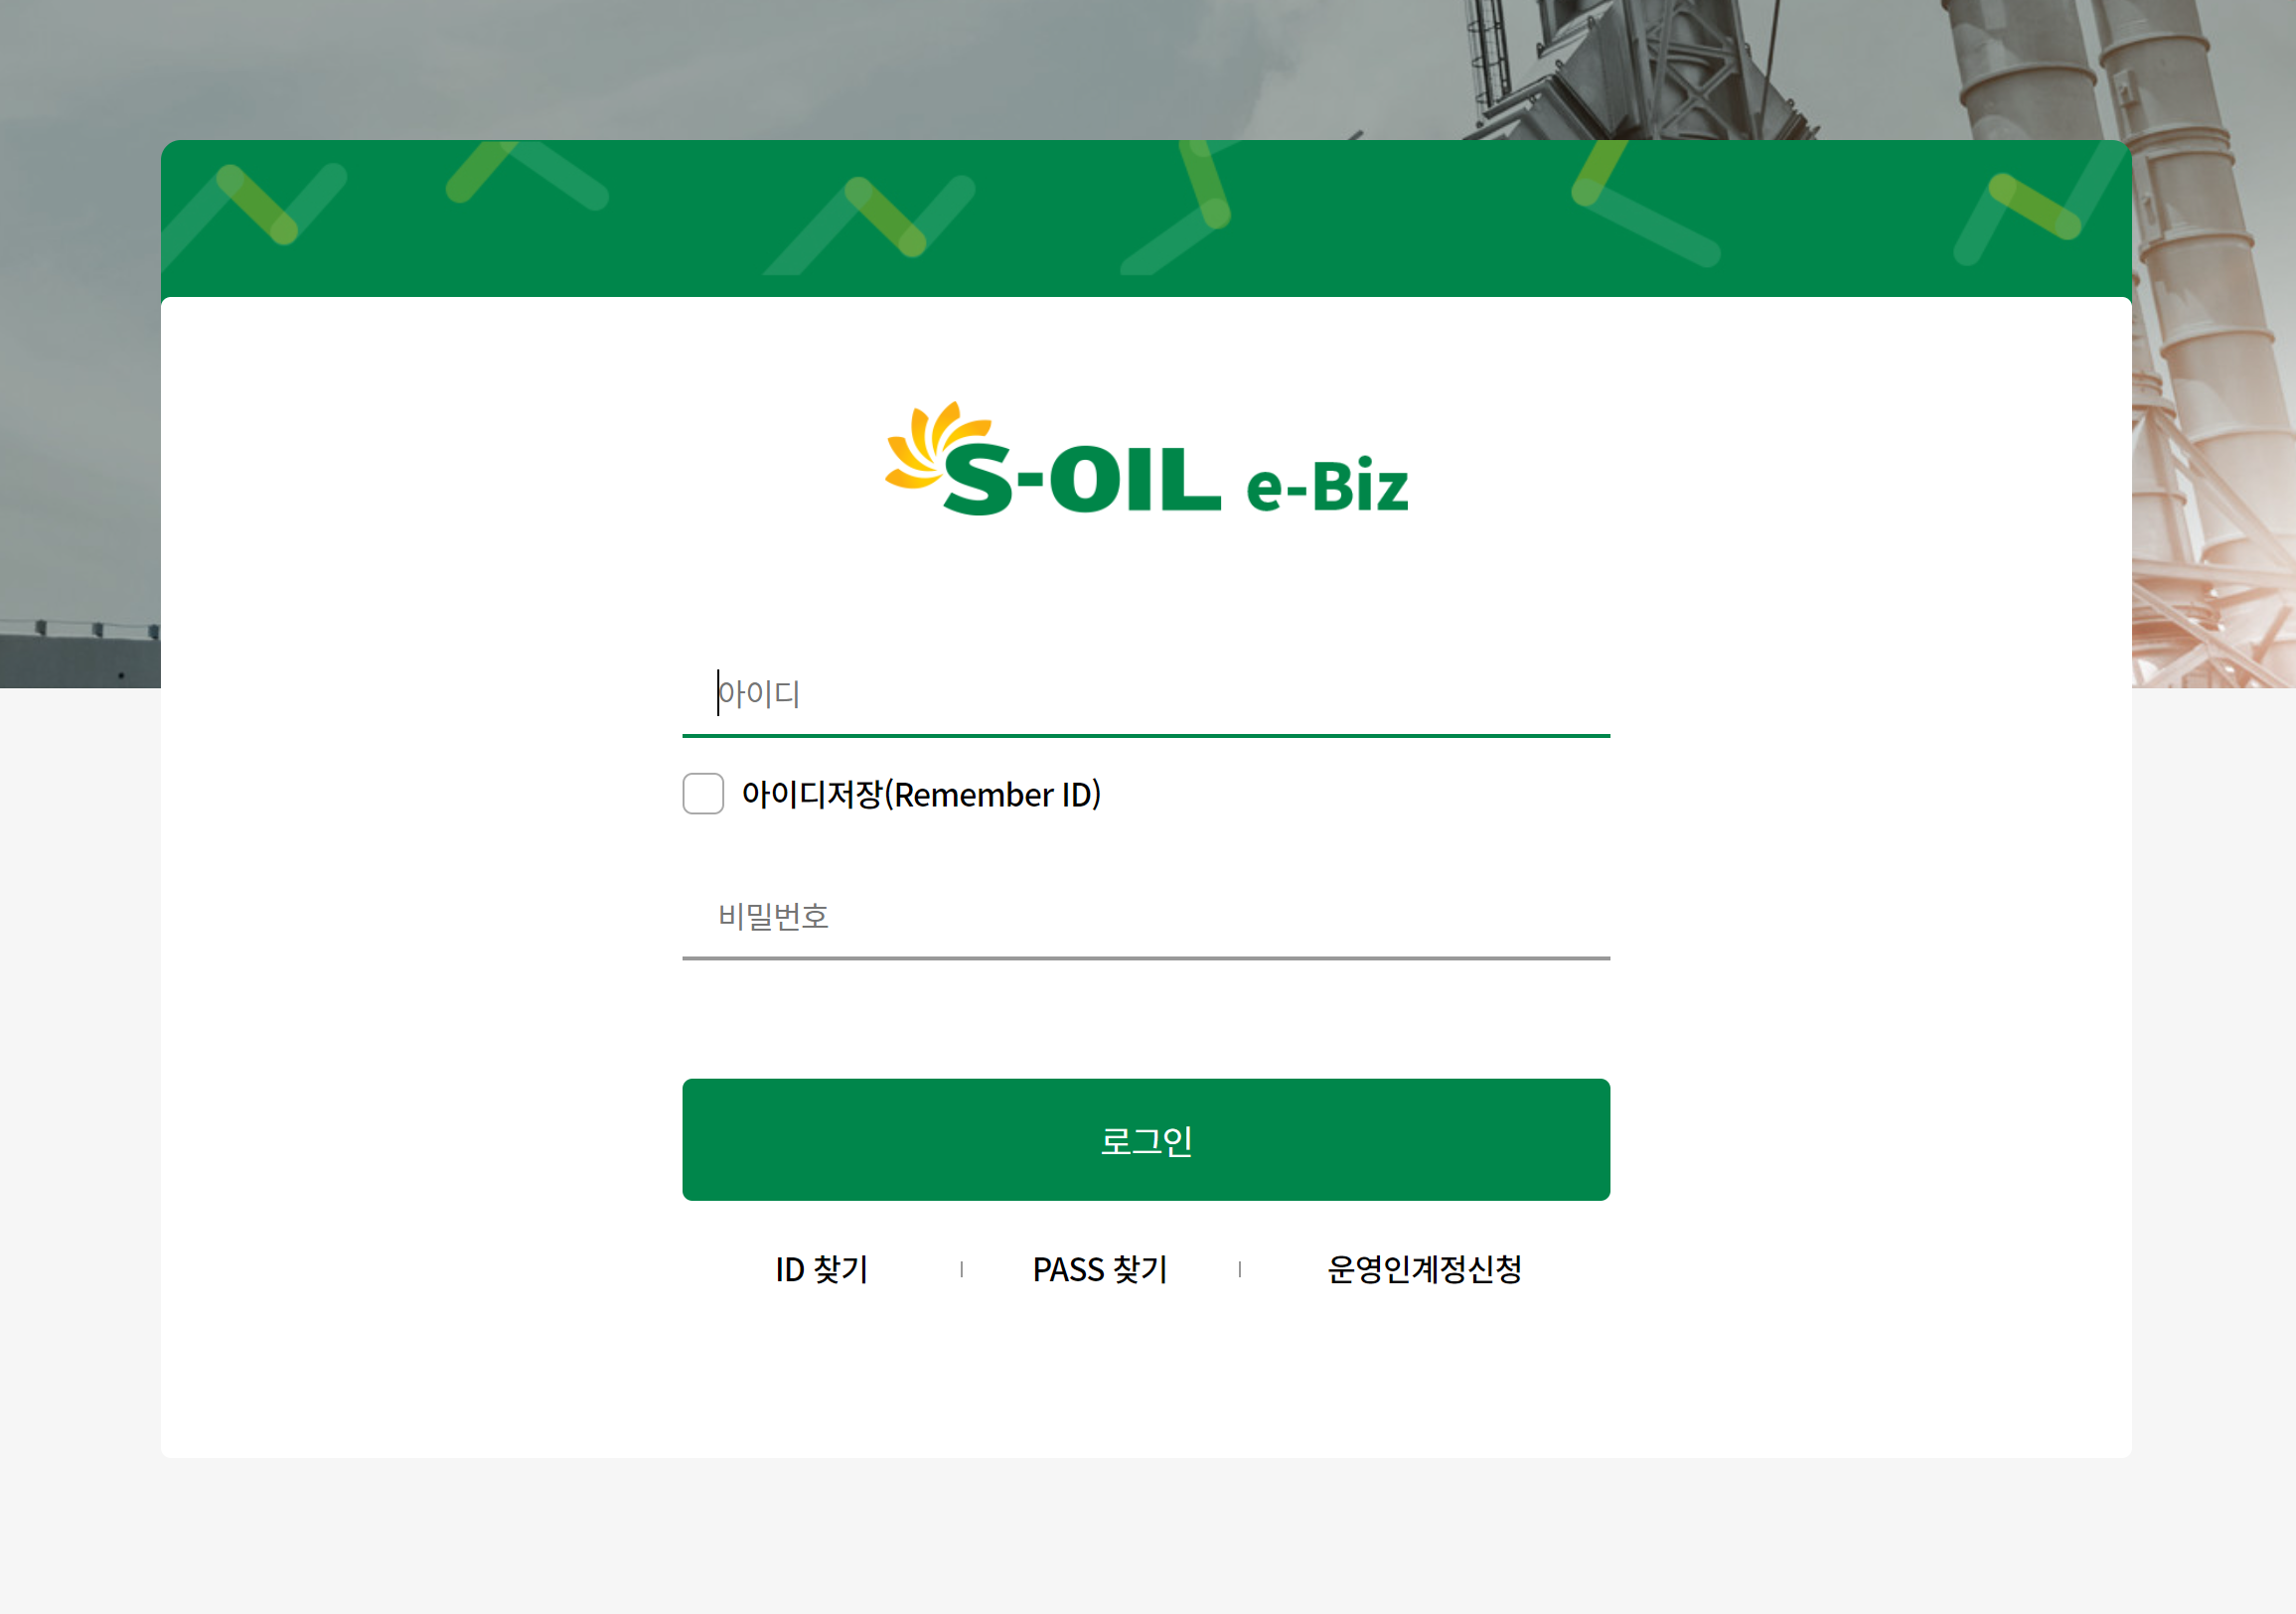 S-OIL e-Biz
아이디
아이디저장(Remember ID)
비밀번호
로그인
ID 찾기 PASS 찾기 운영인계정신청